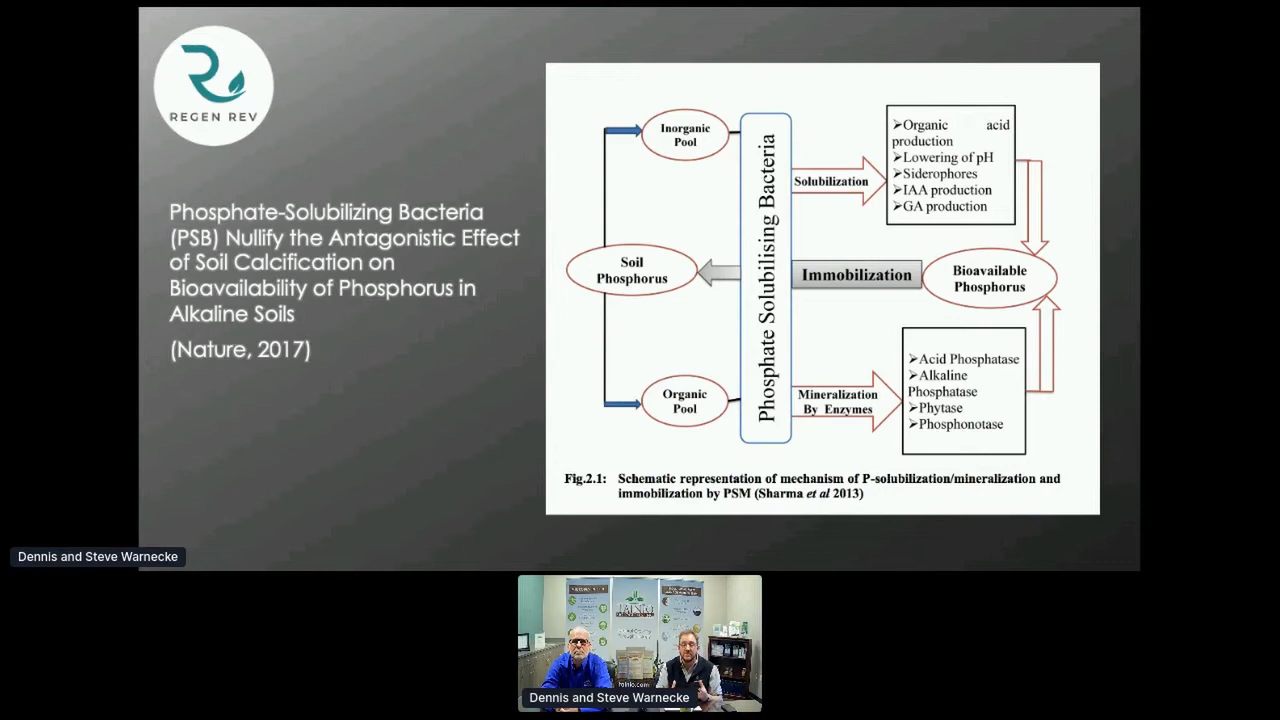 REGEN REV
Phosphate-Solubilizing Bacteria
(PSB) Nullify the Antagonistic Effect
of Soil Calcification on
Bioavailability of Phosphorus in
Alkaline Soils
(Nature, 2017)
Inorganic
Pool
Soil
Phosphorus
Organic
Pool
Phosphate Solubilising Bacteria
Solubilization
Immobilization
Mineralization
By Enzymes
➢Organic acid
production
➢Lowering of pH
➢Siderophores
➢IAA production
➢GA production
Bioavailable
Phosphorus
➢Acid Phosphatase
➢Alkaline
Phosphatase
➢Phytase
➢Phosphonotase
Fig.2.1: Schematic representation of mechanism of P-solubilization/mineralization and
immobilization by PSM (Sharma et al 2013)
Dennis and Steve Warnecke
TAINIO
tainio.com
Dennis and Steve Warnecke